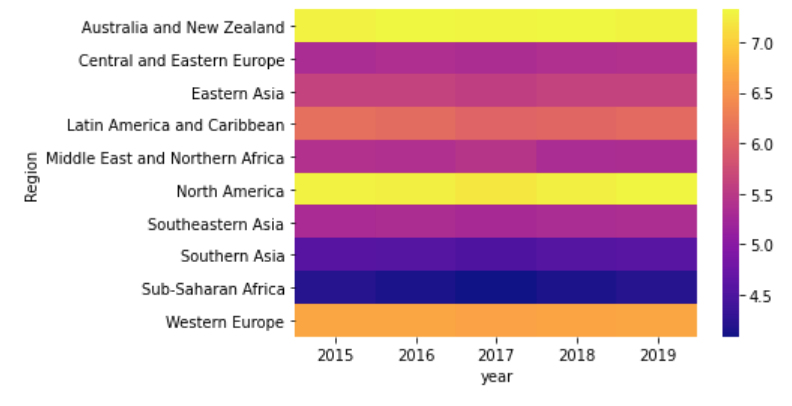 Australia and New Zealand
Central and Eastern Europe
Eastern Asia
Latin America and Caribbean
Middle East and Northern Africa
North America
Southeastern Asia
Southern Asia
Sub-Saharan Africa
Western Europe
Region
2015 2016 2017 2018 2019
year
7.0
6.5
6.0
5.5
5.0
4.5